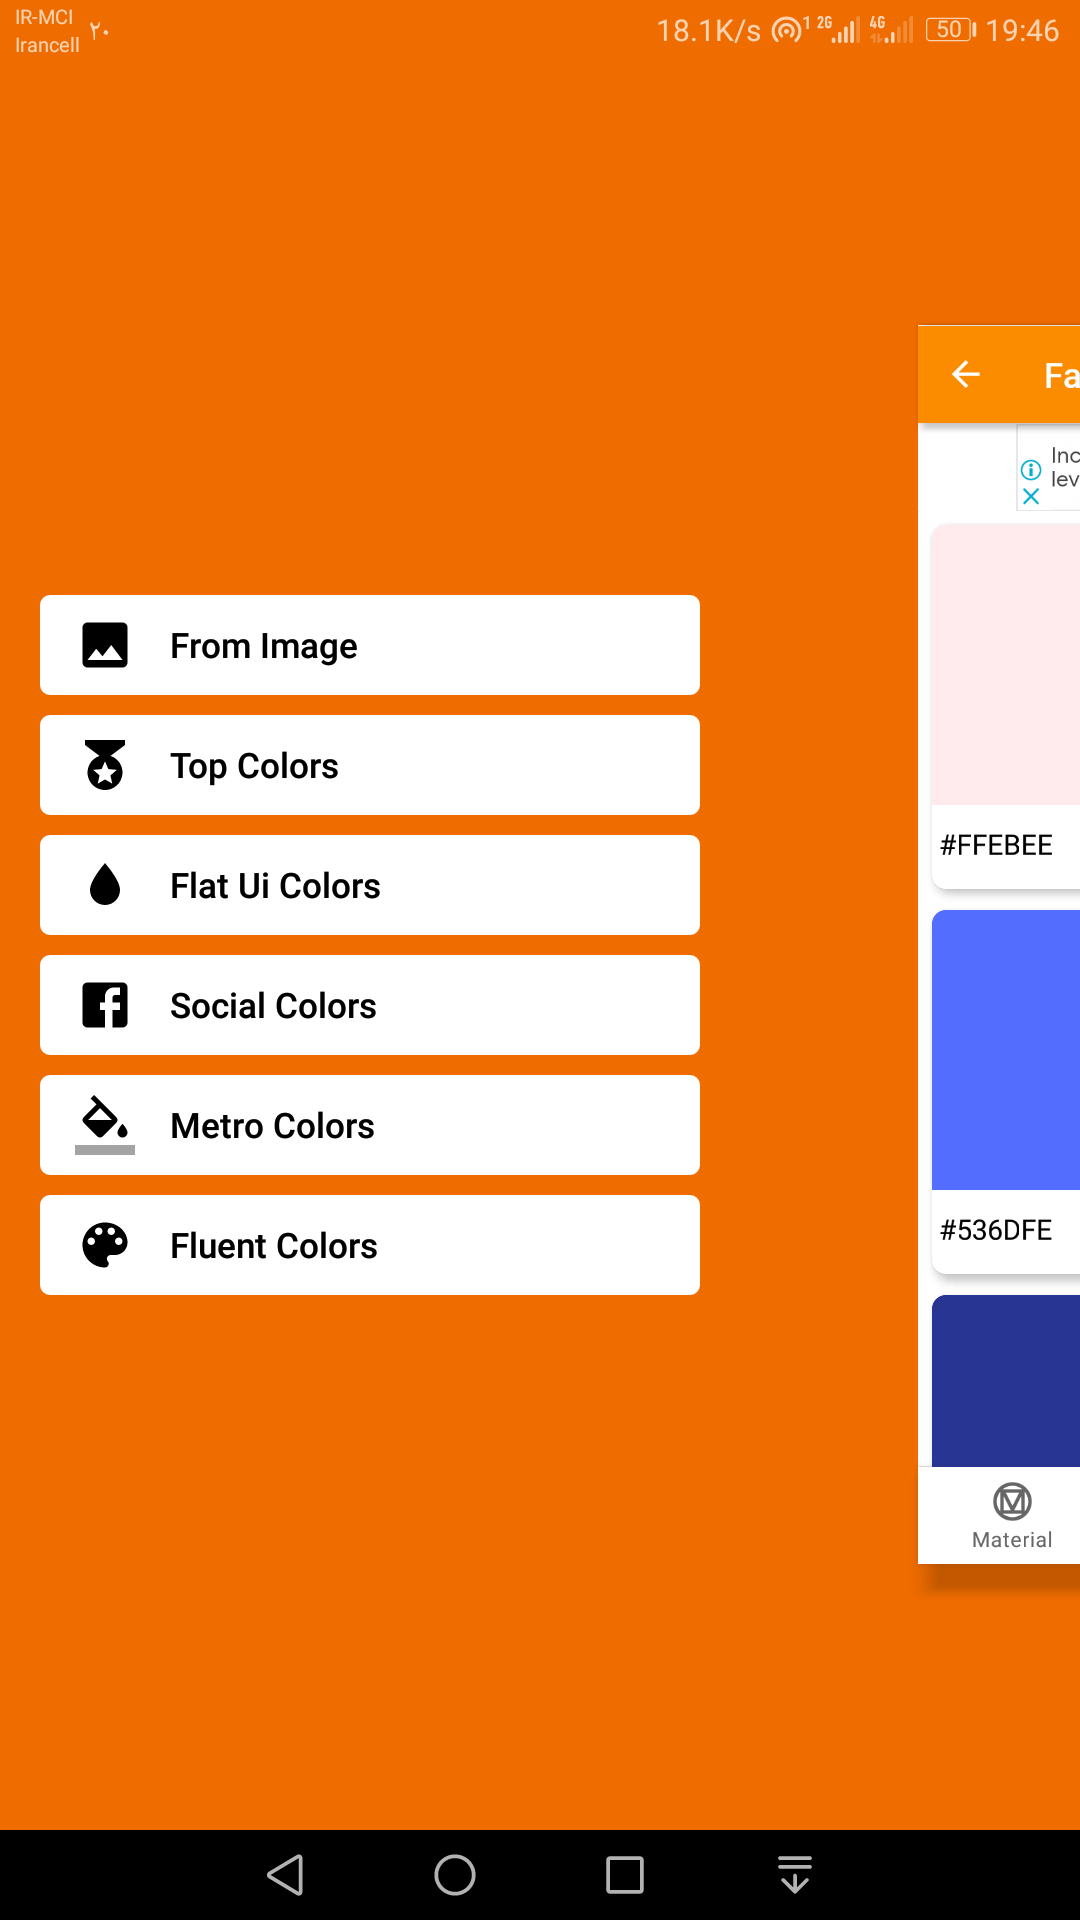 IR-MCI
Irancell
۲۰
18.1K/s 1 2G 4G 50 19:46
Fa
Inc
lev
From Image
Top Colors
Flat Ui Colors
Social Colors
Metro Colors
Fluent Colors
#FFEBEE
#536DFE
Material